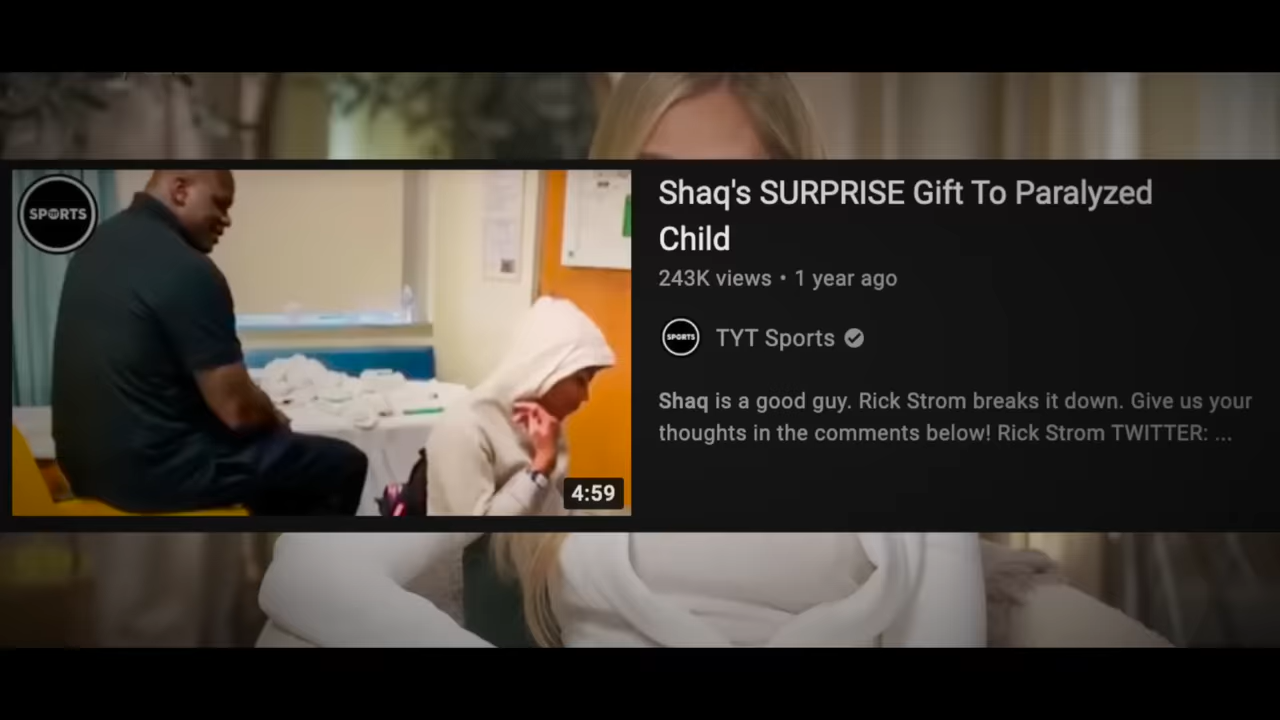 SPORTS
Shaq's SURPRISE Gift To Paralyzed
Child
243K views • 1 year ago
SPORTS
TYT Sports
Shaq is a good guy. Rick Strom breaks it down. Give us your
thoughts in the comments below! Rick Strom TWITTER: ...
4:59